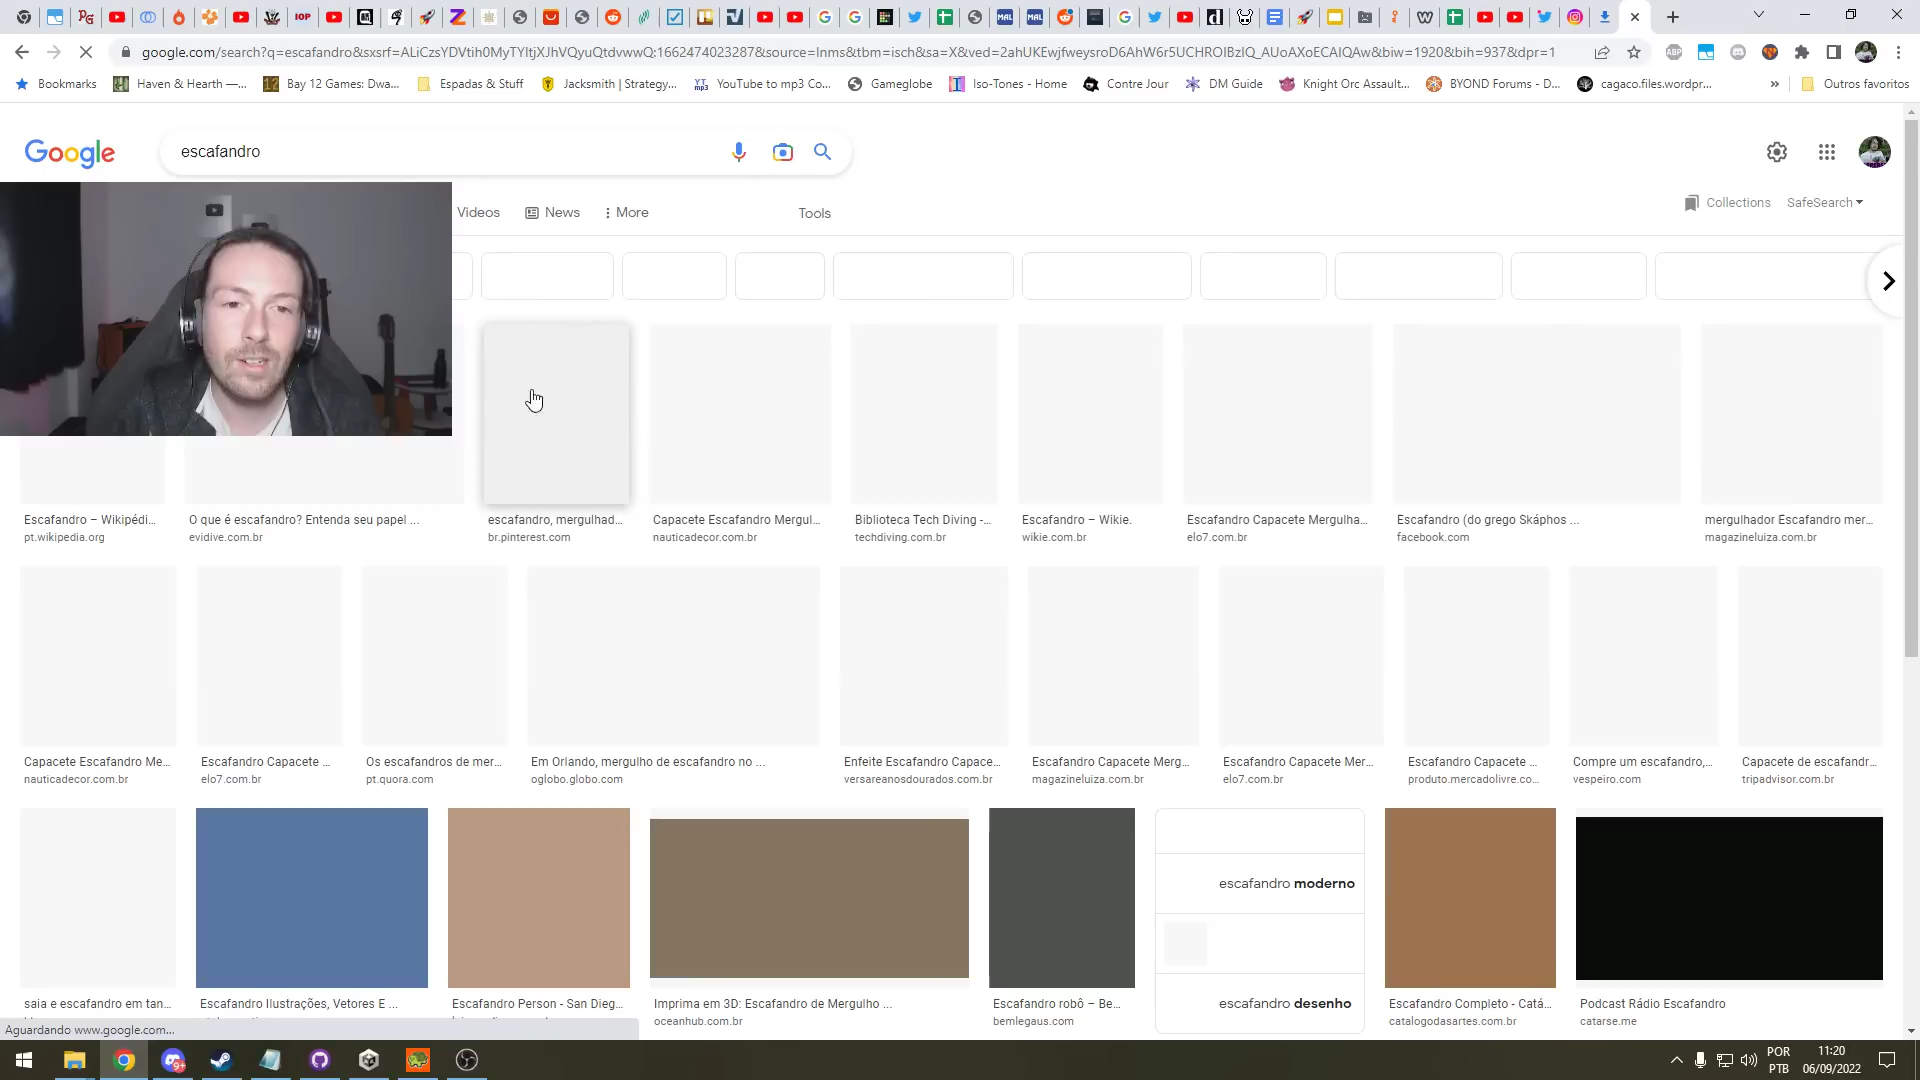 google.com/search?q=escafandro&sxsrf=ALiCzsYDVtih0MyTYItjXJhVQyuQtdvwwQ:1662474023287&source=lnms&tbm=isch&sa=X&ved=2ahUKEwjfweysroD6AhW6r5UCHROIBzIQ_AUoAXoECAIQAw&biw=1920&bih=937&dpr=1
Bookmarks Haven & Hearth —... Bay 12 Games: Dwa... Espadas & Stuff Jacksmith | Strategy... YouTube to mp3 Co... Gameglobe Iso-Tones - Home Contre Jour DM Guide Knight Orc Assault... BYOND Forums - D... cagaco.files.wordpr... » Outros favoritos
Google escafandro
Videos News More Tools Collections SafeSearch
Escafandro – Wikipédi... O que é escafandro? Entenda seu papel ... escafandro, mergulhad... Capacete Escafandro Mergul... Biblioteca Tech Diving -... Escafandro – Wikie. Escafandro Capacete Mergulha... Escafandro (do grego Skáphos ... mergulhador Escafandro mer...
pt.wikipedia.org evidive.com.br br.pinterest.com nauticadecor.com.br techdiving.com.br wikie.com.br elo7.com.br facebook.com magazineluiza.com.br
Capacete Escafandro Me... Escafandro Capacete ... Os escafandros de mer... Em Orlando, mergulho de escafandro no ... Enfeite Escafandro Capace... Escafandro Capacete Merg... Escafandro Capacete Mer... Escafandro Capacete ... Compre um escafandro,... Capacete de escafandr...
nauticadecor.com.br elo7.com.br pt.quora.com oglobo.globo.com versareanosdourados.com.br magazineluiza.com.br elo7.com.br produto.mercadolivre.co... vespeiro.com tripadvisor.com.br
escafandro moderno
escafandro desenho
saia e escafandro em tan... Escafandro Ilustrações, Vetores E ... Escafandro Person - San Dieg... Imprima em 3D: Escafandro de Mergulho ... Escafandro robô – Be... Escafandro Completo - Catá... Podcast Rádio Escafandro
oceanhub.com.br bemlegaus.com catalogodasartes.com.br catarse.me
Aguardando www.google.com...
POR 11:20
PTB 06/09/2022